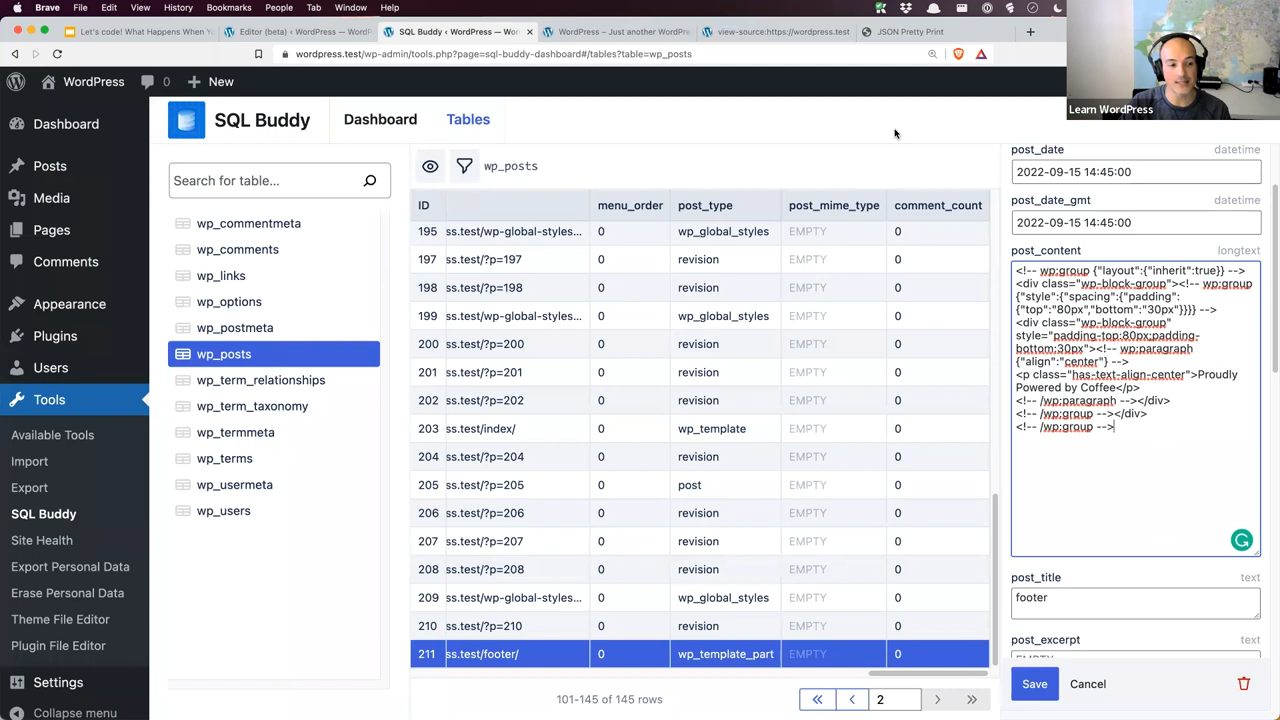 Brave File Edit View History Bookmarks People Tab Window Help
Let's code! What Happens When Y
Editor (beta) ‹ WordPress — WordP
SQL Buddy ‹ WordPress — Wor
WordPress – Just another WordPre
view-source:https://wordpress.test
JSON Pretty Print
wordpress.test/wp-admin/tools.php?page=sql-buddy-dashboard#/tables?table=wp_posts
WordPress 0 New
Learn WordPress
Dashboard
Posts
Media
Pages
Comments
Appearance
Plugins
Users
Tools
Available Tools
Import
Export
SQL Buddy
Site Health
Export Personal Data
Erase Personal Data
Theme File Editor
Plugin File Editor
Settings
Collapse menu
SQL Buddy
Dashboard
Tables
Search for table...
wp_commentmeta
wp_comments
wp_links
wp_options
wp_postmeta
wp_posts
wp_term_relationships
wp_term_taxonomy
wp_termmeta
wp_terms
wp_usermeta
wp_users
wp_posts
ID menu_order post_type post_mime_type comment_count
195 ss.test/wp-global-styles... 0 wp_global_styles EMPTY 0
197 ss.test/?p=197 0 revision EMPTY 0
198 ss.test/?p=198 0 revision EMPTY 0
199 ss.test/wp-global-styles... 0 wp_global_styles EMPTY 0
200 ss.test/?p=200 0 revision EMPTY 0
201 ss.test/?p=201 0 revision EMPTY 0
202 ss.test/?p=202 0 revision EMPTY 0
203 ss.test/index/ 0 wp_template EMPTY 0
204 ss.test/?p=204 0 revision EMPTY 0
205 ss.test/?p=205 0 post EMPTY 0
206 ss.test/?p=206 0 revision EMPTY 0
207 ss.test/?p=207 0 revision EMPTY 0
208 ss.test/?p=208 0 revision EMPTY 0
209 ss.test/wp-global-styles... 0 wp_global_styles EMPTY 0
210 ss.test/?p=210 0 revision EMPTY 0
211 ss.test/footer/ 0 wp_template_part EMPTY 0
101-145 of 145 rows
2
post_date datetime
2022-09-15 14:45:00
post_date_gmt datetime
2022-09-15 14:45:00
post_content longtext
<!-- wp:group {"layout":{"inherit":true}} -->
<div class="wp-block-group"><!-- wp:group
{"style":{"spacing":{"padding":
{"top":"80px","bottom":"30px"}}}} -->
<div class="wp-block-group"
style="padding-top:80px;padding-
bottom:30px"><!-- wp:paragraph
{"align":"center"} -->
<p class="has-text-align-center">Proudly
Powered by Coffee</p>
<!-- /wp:paragraph --></div>
<!-- /wp:group --></div>
<!-- /wp:group -->
post_title text
footer
post_excerpt text
EMPTY
Save
Cancel